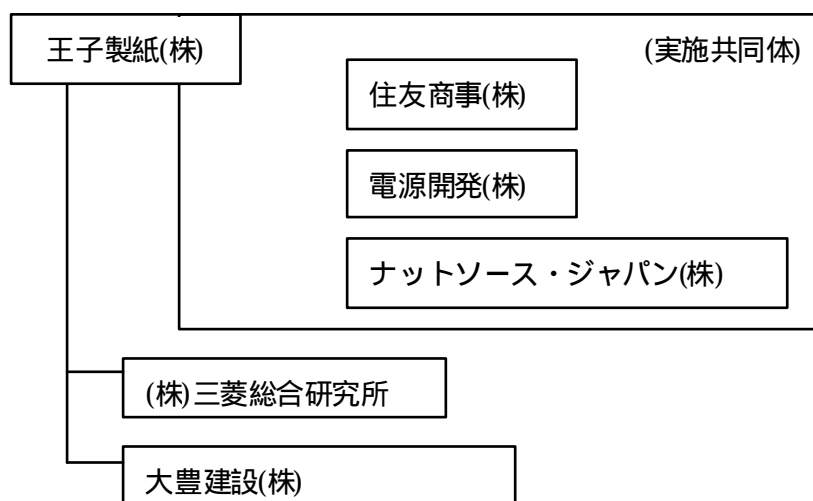 王子製紙(株)
(実施共同体)
住友商事(株)
電源開発(株)
ナットソース・ジャパン(株)
(株)三菱総合研究所
大豊建設(株)